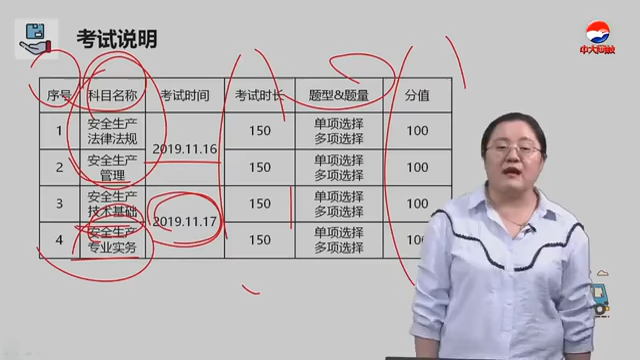 考试说明
中大网校
序号 科目名称 考试时间 考试时长 题型&题量 分值
1 安全生产法律法规 2019.11.16 150 单项选择 多项选择 100
2 安全生产管理 150 单项选择 多项选择 100
3 安全生产技术基础 2019.11.17 150 单项选择 多项选择 100
4 安全生产专业实务 150 单项选择 多项选择 100